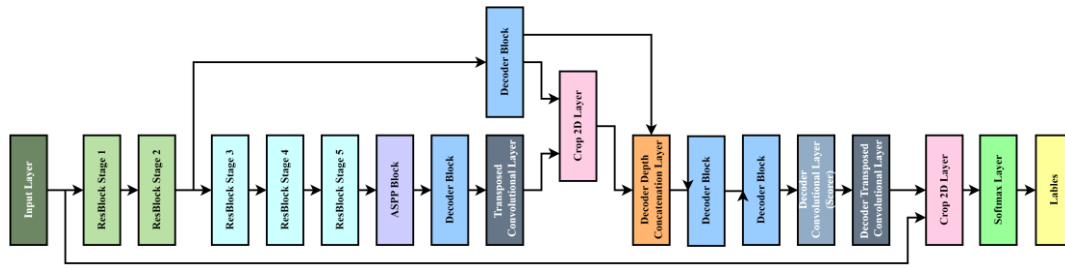 Input Layer
ResBlock Stage 1
ResBlock Stage 2
ResBlock Stage 3
ResBlock Stage 4
ResBlock Stage 5
ASPP Block
Decoder Block
Transposed
Convolutional Layer
Decoder Block
Crop 2D Layer
Decoder Depth
Concatenation Layer
Decoder Block
Decoder Block
Decoder
Convolutional Layer
(Scorer)
Decoder Transposed
Convolutional Layer
Crop 2D Layer
Softmax Layer
Lables